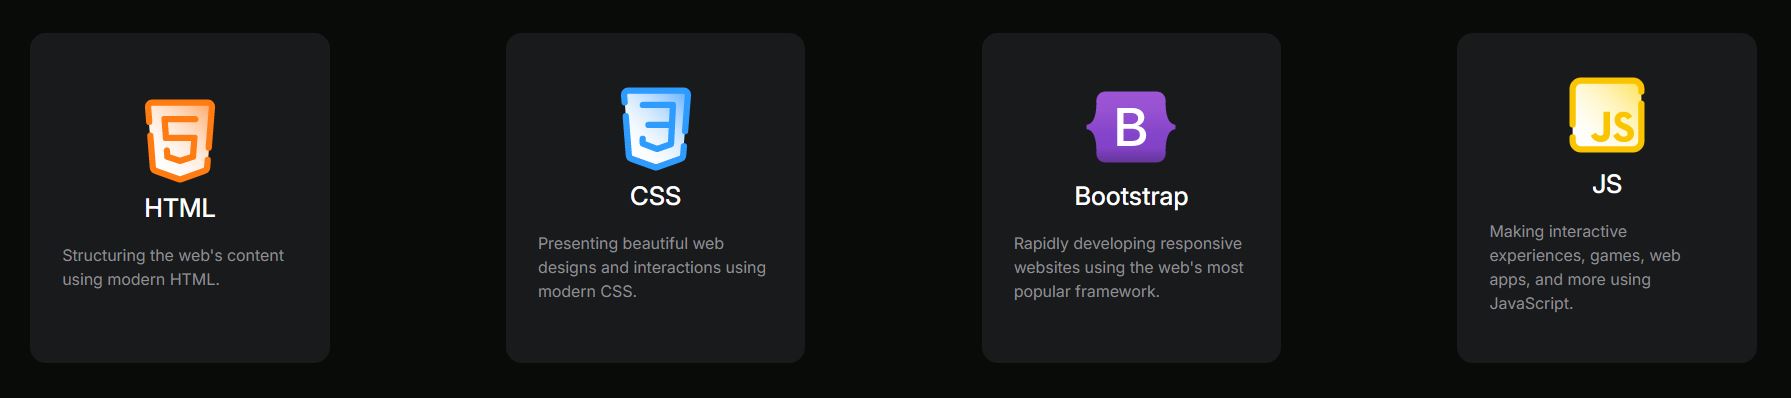 HTML
Structuring the web's content
using modern HTML.
CSS
Presenting beautiful web
designs and interactions using
modern CSS.
B
Bootstrap
Rapidly developing responsive
websites using the web's most
popular framework.
JS
JS
Making interactive
experiences, games, web
apps, and more using
JavaScript.